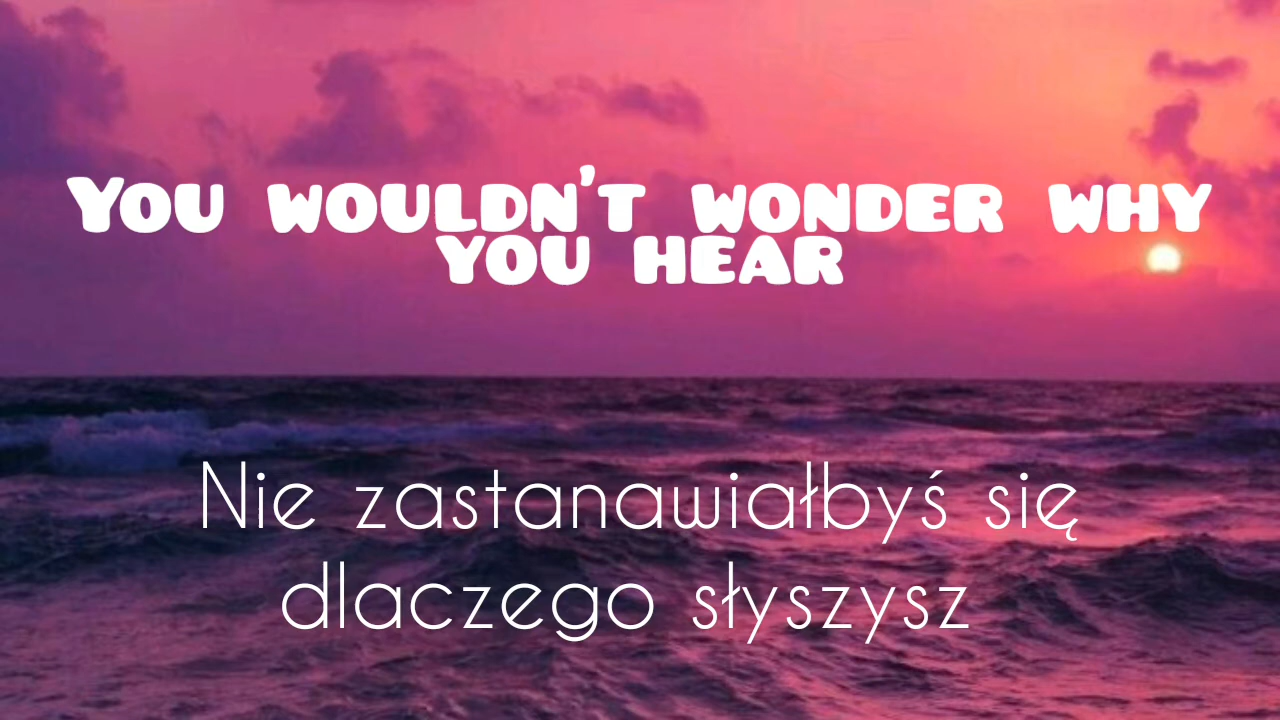 You wouldn't wonder why
you hear
Nie zastanawiałbyś się
dlaczego słyszysz